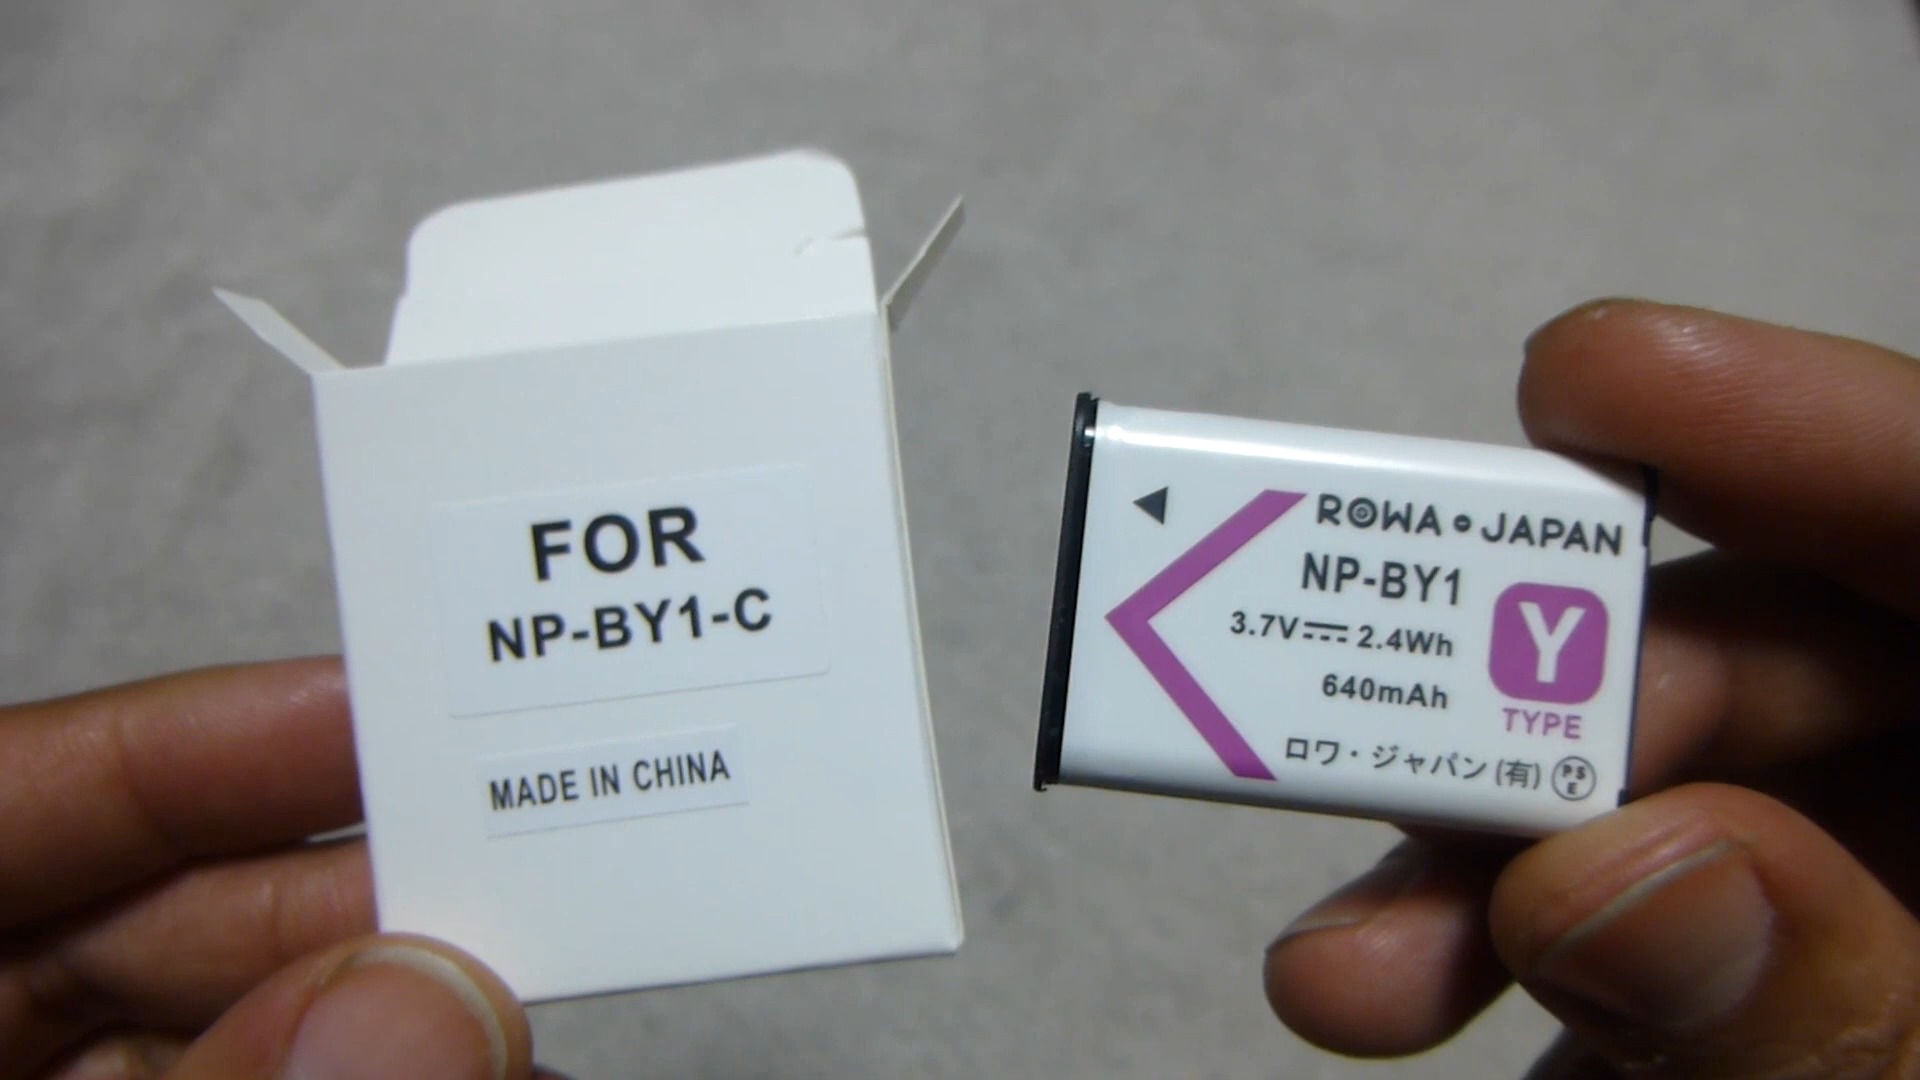 FOR
NP-BY1-C
MADE IN CHINA
ROWA JAPAN
NP-BY1
3.7V⎓2.4Wh
640mAh
Y
TYPE
ロワ・ジャパン(有)
PSE